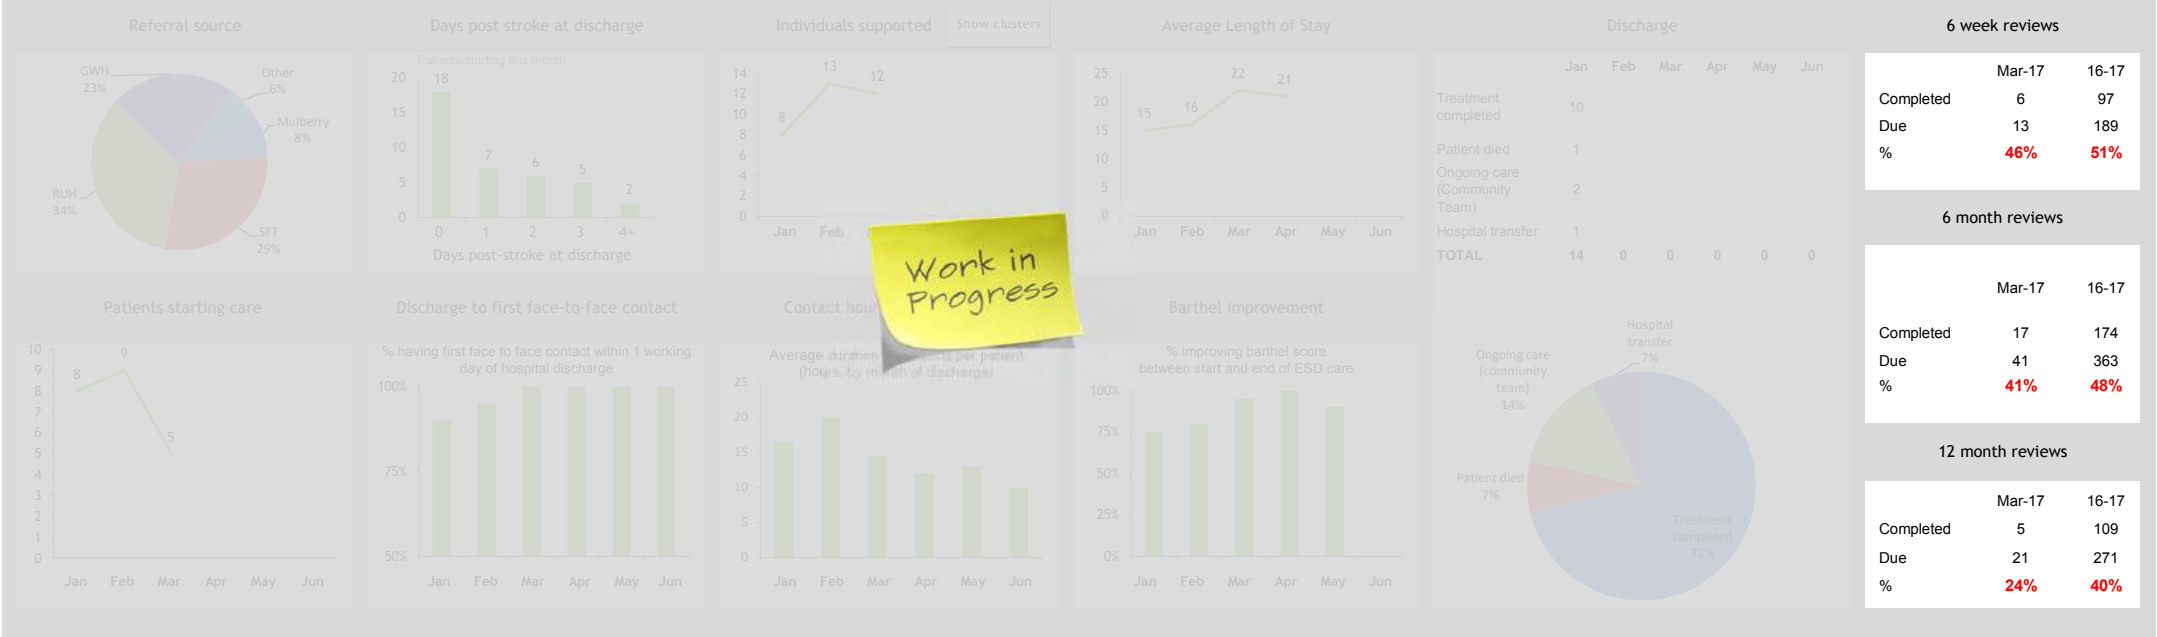 Referral source
GWH
23%
Other
6%
Mulberry
8%
RUH
34%
SFT
29%
Days post stroke at discharge
Patients starting this month
20
15
10
5
0
18
7
6
5
2
0 1 2 3 4+
Days post-stroke at discharge
Individuals supported
Show clusters
14
12
10
8
6
4
2
0
8
13
12
Jan Feb
Average Length of Stay
25
20
15
10
5
0
15
16
22
21
Jan Feb Mar Apr May Jun
Discharge
Jan Feb Mar Apr May Jun
Treatment
completed 10
Patient died 1
Ongoing care
(Community 2
Team)
Hospital transfer 1
TOTAL 14 0 0 0 0 0
6 week reviews
Mar-17 16-17
Completed 6 97
Due 13 189
% 46% 51%
6 month reviews
Mar-17 16-17
Completed 17 174
Due 41 363
% 41% 48%
12 month reviews
Mar-17 16-17
Completed 5 109
Due 21 271
% 24% 40%
Work in
Progress
Patients starting care
10
9
8
7
6
5
4
3
2
1
0
8
9
5
Jan Feb Mar Apr May Jun
Discharge to first face-to-face contact
% having first face to face contact within 1 working
day of hospital discharge
100%
75%
50%
Jan Feb Mar Apr May Jun
Contact hou
Average duration per patient
(hours, by month of discharge)
25
20
15
10
5
0
Jan Feb Mar Apr May Jun
Barthel improvement
% improving barthel score
between start and end of ESD care
100%
75%
50%
25%
0%
Jan Feb Mar Apr May Jun
Hospital
transfer
7%
Ongoing care
(community
team)
14%
Patient died
7%
Treatment
completed
72%